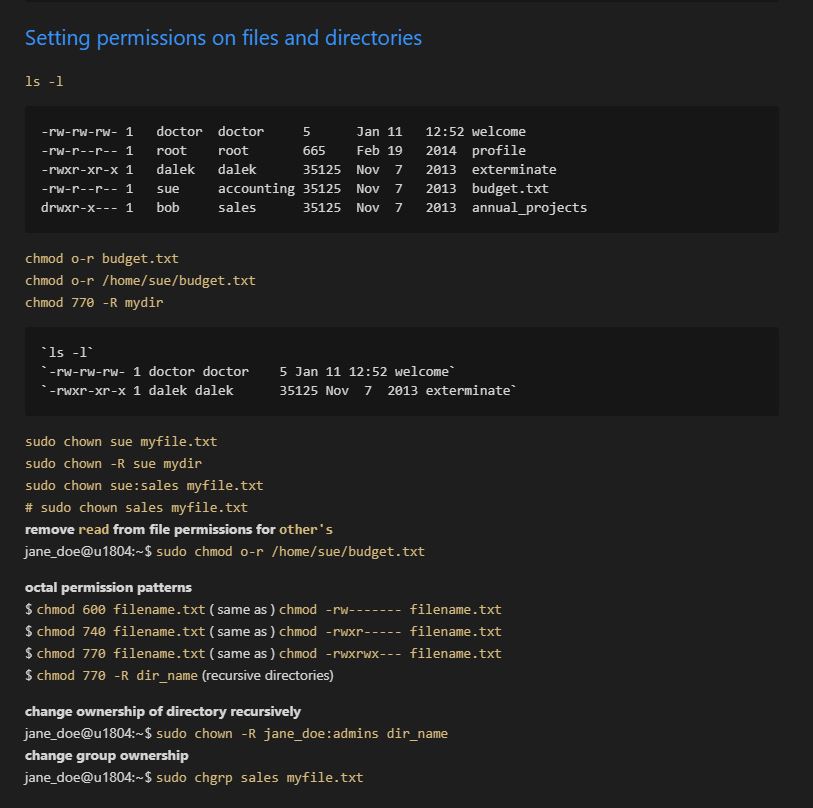 Setting permissions on files and directories
ls -l
-rw-rw-rw- 1 doctor doctor 5 Jan 11 12:52 welcome
-rw-r--r-- 1 root root 665 Feb 19 2014 profile
-rwxr-xr-x 1 dalek dalek 35125 Nov 7 2013 exterminate
-rw-r--r-- 1 sue accounting 35125 Nov 7 2013 budget.txt
drwxr-x--- 1 bob sales 35125 Nov 7 2013 annual_projects
chmod o-r budget.txt
chmod o-r /home/sue/budget.txt
chmod 770 -R mydir
`ls -l`
`-rw-rw-rw- 1 doctor doctor 5 Jan 11 12:52 welcome`
`-rwxr-xr-x 1 dalek dalek 35125 Nov 7 2013 exterminate`
sudo chown sue myfile.txt
sudo chown -R sue mydir
sudo chown sue:sales myfile.txt
# sudo chown sales myfile.txt
remove read from file permissions for other's
jane_doe@u1804:~$ sudo chmod o-r /home/sue/budget.txt
octal permission patterns
$ chmod 600 filename.txt ( same as ) chmod -rw------- filename.txt
$ chmod 740 filename.txt ( same as ) chmod -rwxr----- filename.txt
$ chmod 770 filename.txt ( same as ) chmod -rwxrwx--- filename.txt
$ chmod 770 -R dir_name (recursive directories)
change ownership of directory recursively
jane_doe@u1804:~$ sudo chown -R jane_doe:admins dir_name
change group ownership
jane_doe@u1804:~$ sudo chgrp sales myfile.txt